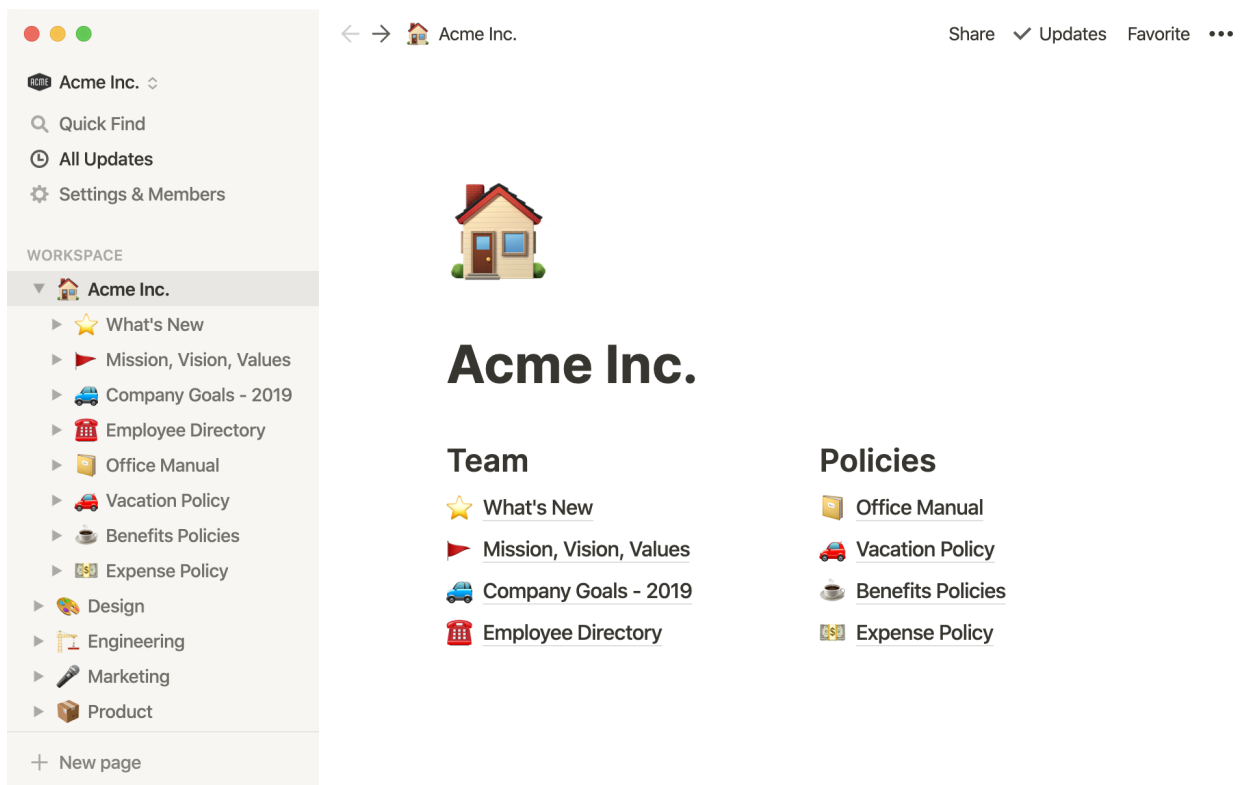 Acme Inc.
Share
Updates
Favorite
ACME
Acme Inc.
Quick Find
All Updates
Settings & Members
WORKSPACE
Acme Inc.
What's New
Mission, Vision, Values
Company Goals - 2019
Employee Directory
Office Manual
Vacation Policy
Benefits Policies
Expense Policy
Design
Engineering
Marketing
Product
New page
Acme Inc.
Team
What's New
Mission, Vision, Values
Company Goals - 2019
Employee Directory
Policies
Office Manual
Vacation Policy
Benefits Policies
Expense Policy